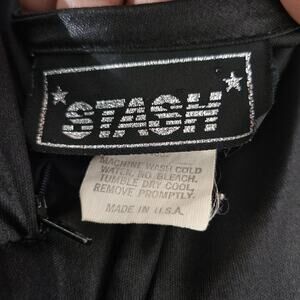 STASH
MACHINE WASH COLD
WATER. NO BLEACH.
TUMBLE DRY COOL,
REMOVE PROMPTLY.
MADE IN U.S.A.